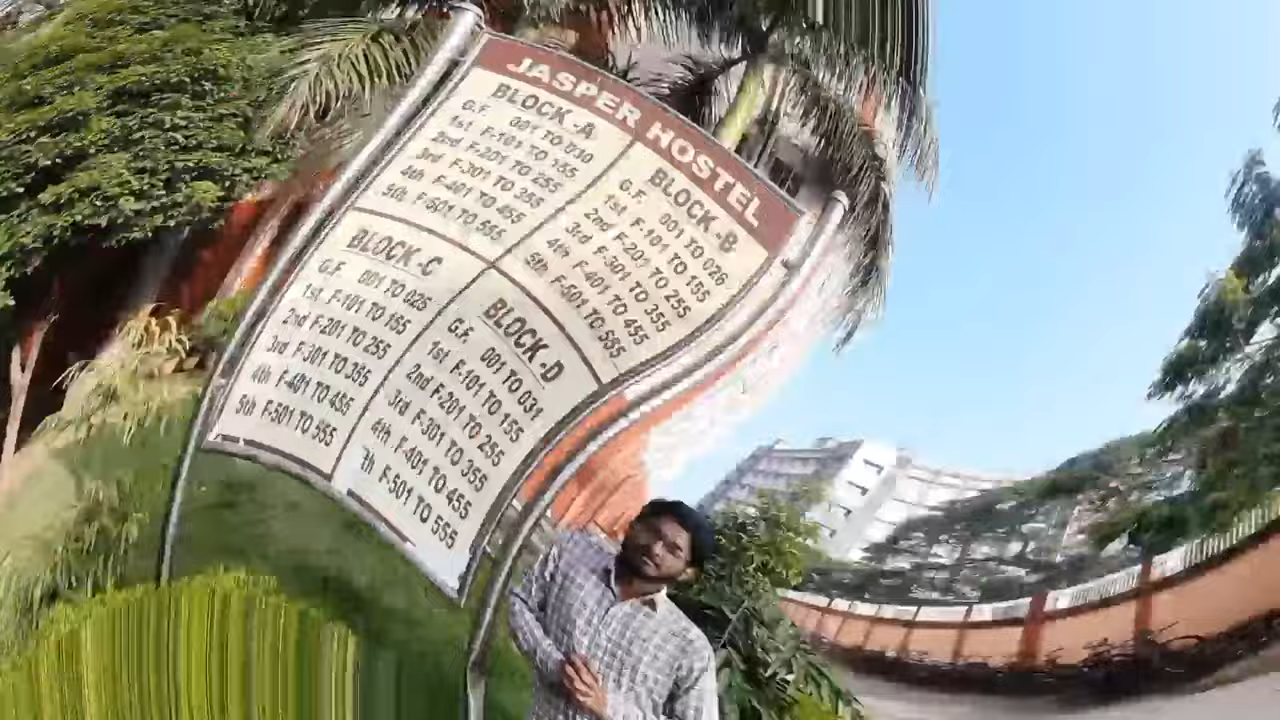 JASPER HOSTEL
BLOCK-A
G.F. 001 TO 030
1st F-101 TO 155
2nd F-201 TO 255
3rd F-301 TO 355
4th F-401 TO 455
5th F-501 TO 555
BLOCK-B
G.F. 001 TO 026
1st F-101 TO 155
2nd F-201 TO 255
3rd F-301 TO 355
4th F-401 TO 455
5th F-501 TO 555
BLOCK-C
G.F 001 TO 026
1st F-101 TO 155
2nd F-201 TO 255
3rd F-301 TO 355
4th F-401 TO 455
5th F-501 TO 555
BLOCK-D
G.F. 001 TO 031
1st F-101 TO 155
2nd F-201 TO 255
3rd F-301 TO 355
4th F-401 TO 455
F-501 TO 555